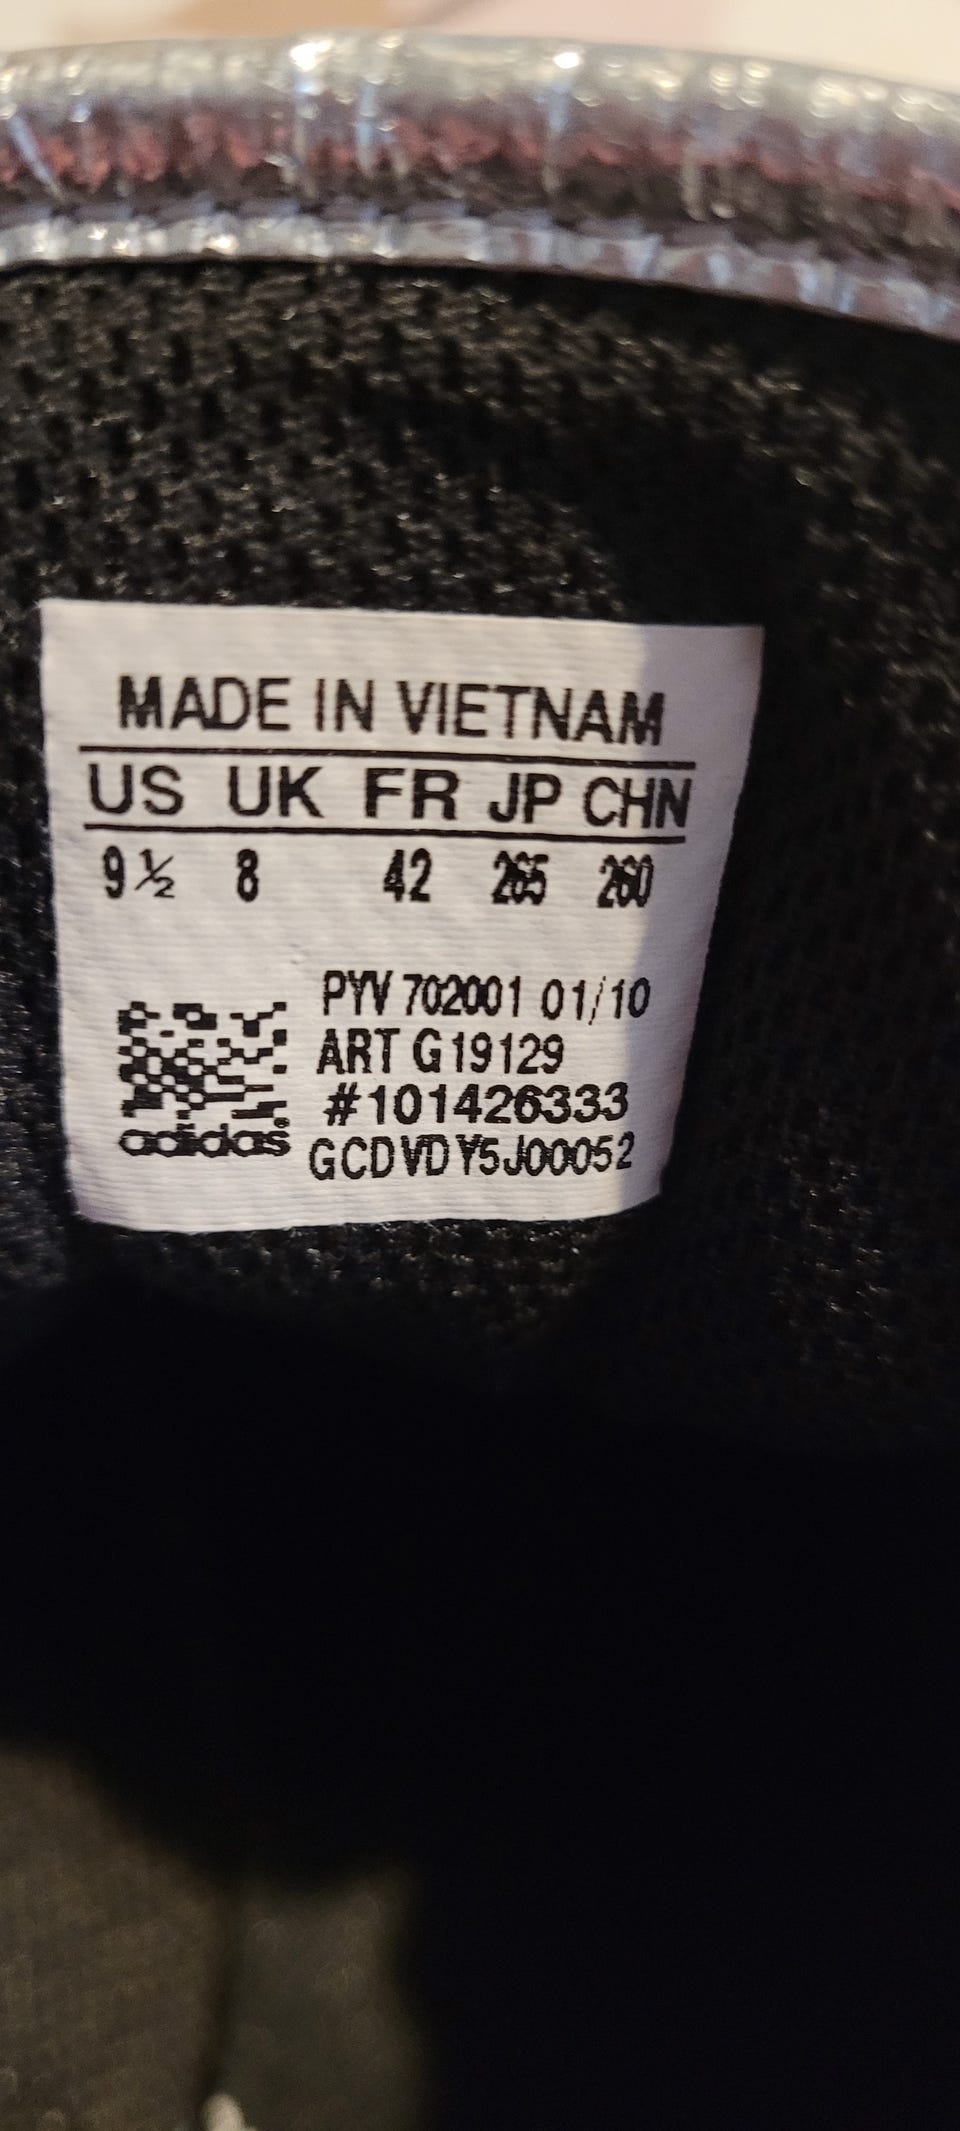 MADE IN VIETNAM
US UK FR JP CHN
9½ 8 42 265 260
PYV 702001 01/10
ART G19129
#101426333
adidas GCDVDY5J00052